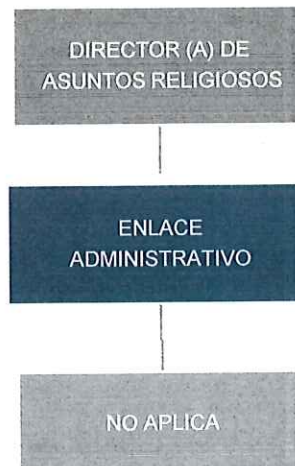 DIRECTOR (A) DE
ASUNTOS RELIGIOSOS
ENLACE
ADMINISTRATIVO
NO APLICA